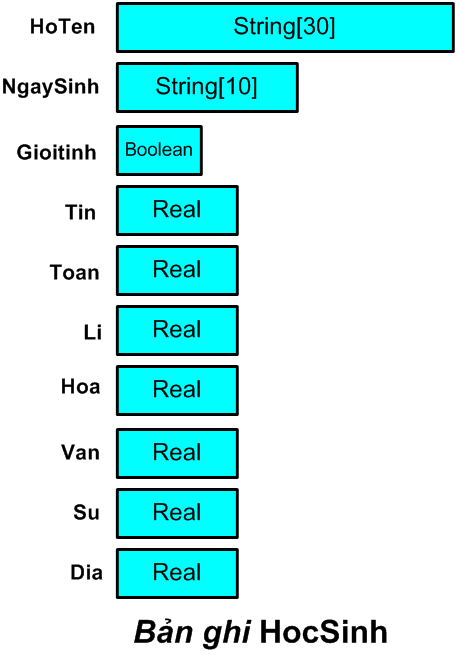 HoTen String[30]
NgaySinh String[10]
Gioitinh Boolean
Tin Real
Toan Real
Li Real
Hoa Real
Van Real
Su Real
Dia Real
Bản ghi HocSinh